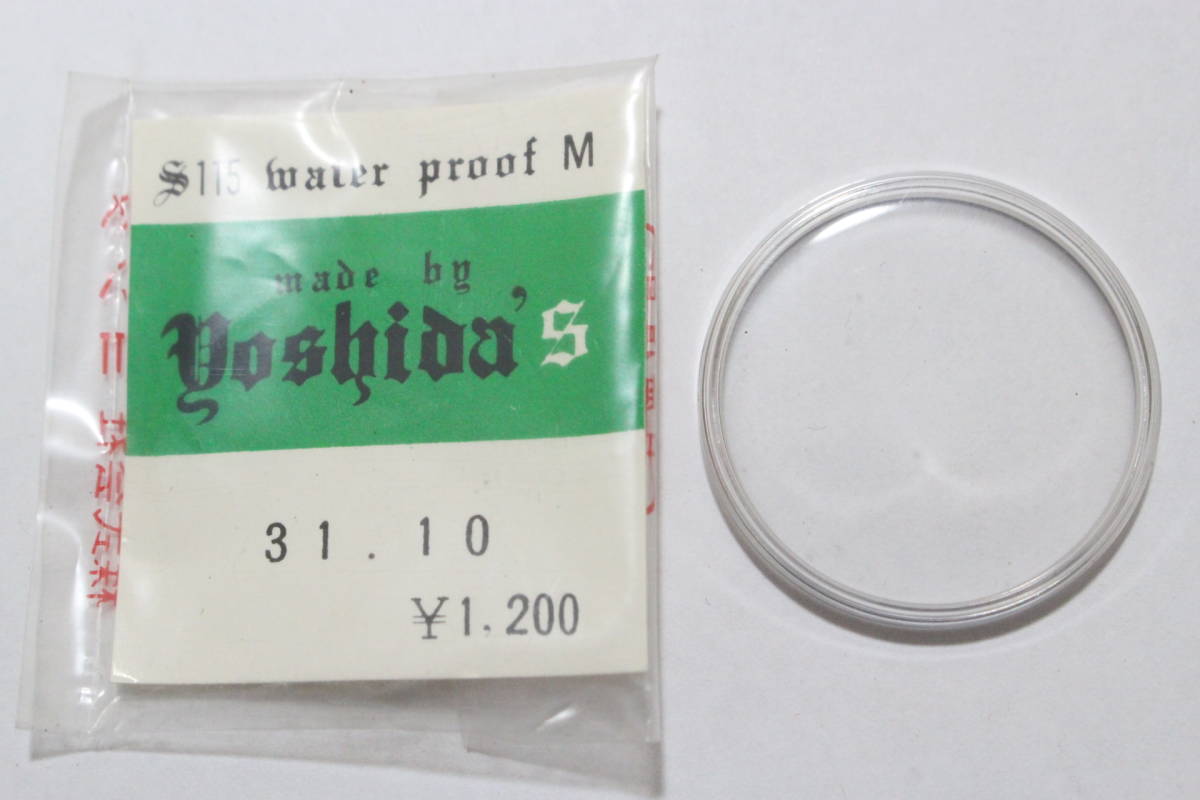 S115 water proof M
made by
Yoshida's
31.10
¥1.200